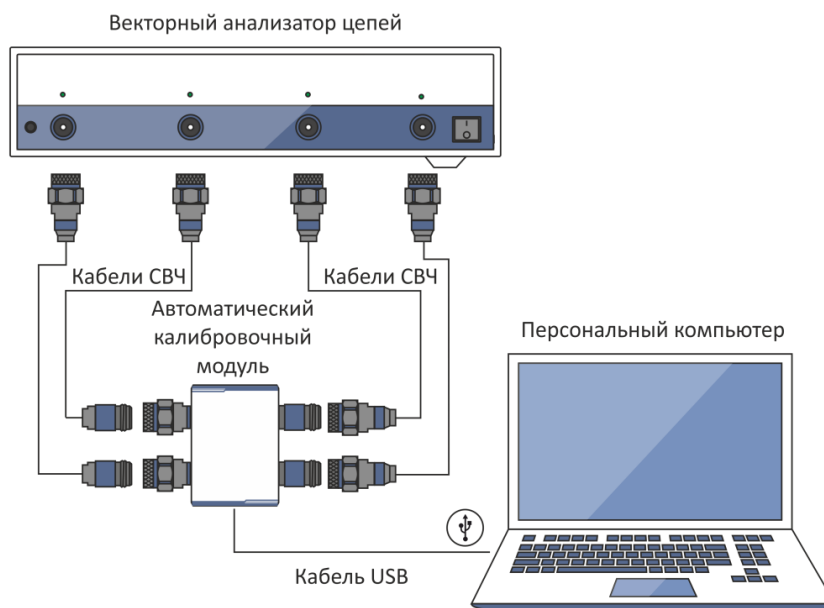 Векторный анализатор цепей
Кабели СВЧ
Кабели СВЧ
Автоматический
калибровочный
модуль
Персональный компьютер
Кабель USB